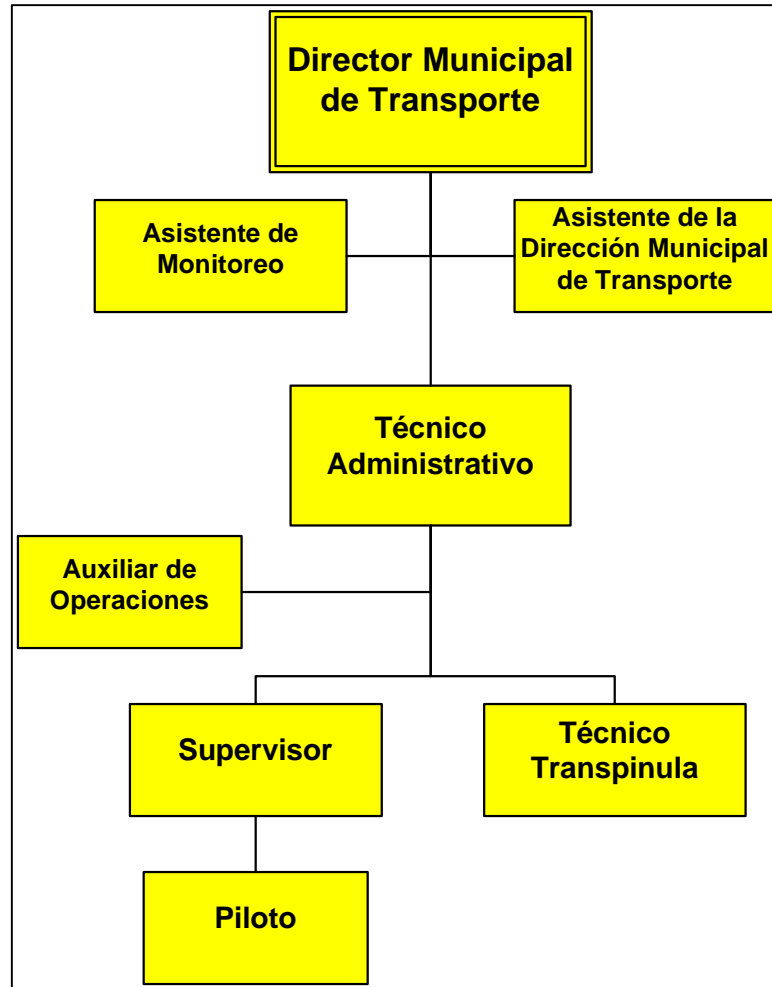 Director Municipal
de Transporte
Asistente de
Monitoreo
Asistente de la
Dirección Municipal
de Transporte
Técnico
Administrativo
Auxiliar de
Operaciones
Supervisor
Técnico
Transpinula
Piloto